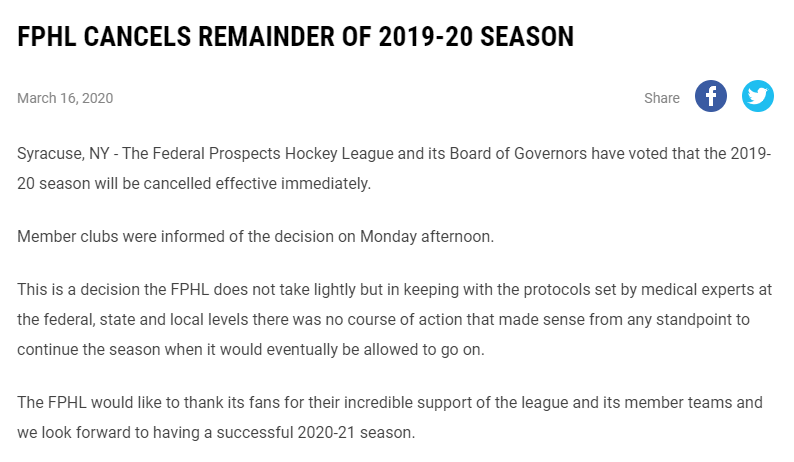 FPHL CANCELS REMAINDER OF 2019-20 SEASON
March 16, 2020
Share
Syracuse, NY - The Federal Prospects Hockey League and its Board of Governors have voted that the 2019-
20 season will be cancelled effective immediately.
Member clubs were informed of the decision on Monday afternoon.
This is a decision the FPHL does not take lightly but in keeping with the protocols set by medical experts at
the federal, state and local levels there was no course of action that made sense from any standpoint to
continue the season when it would eventually be allowed to go on.
The FPHL would like to thank its fans for their incredible support of the league and its member teams and
we look forward to having a successful 2020-21 season.